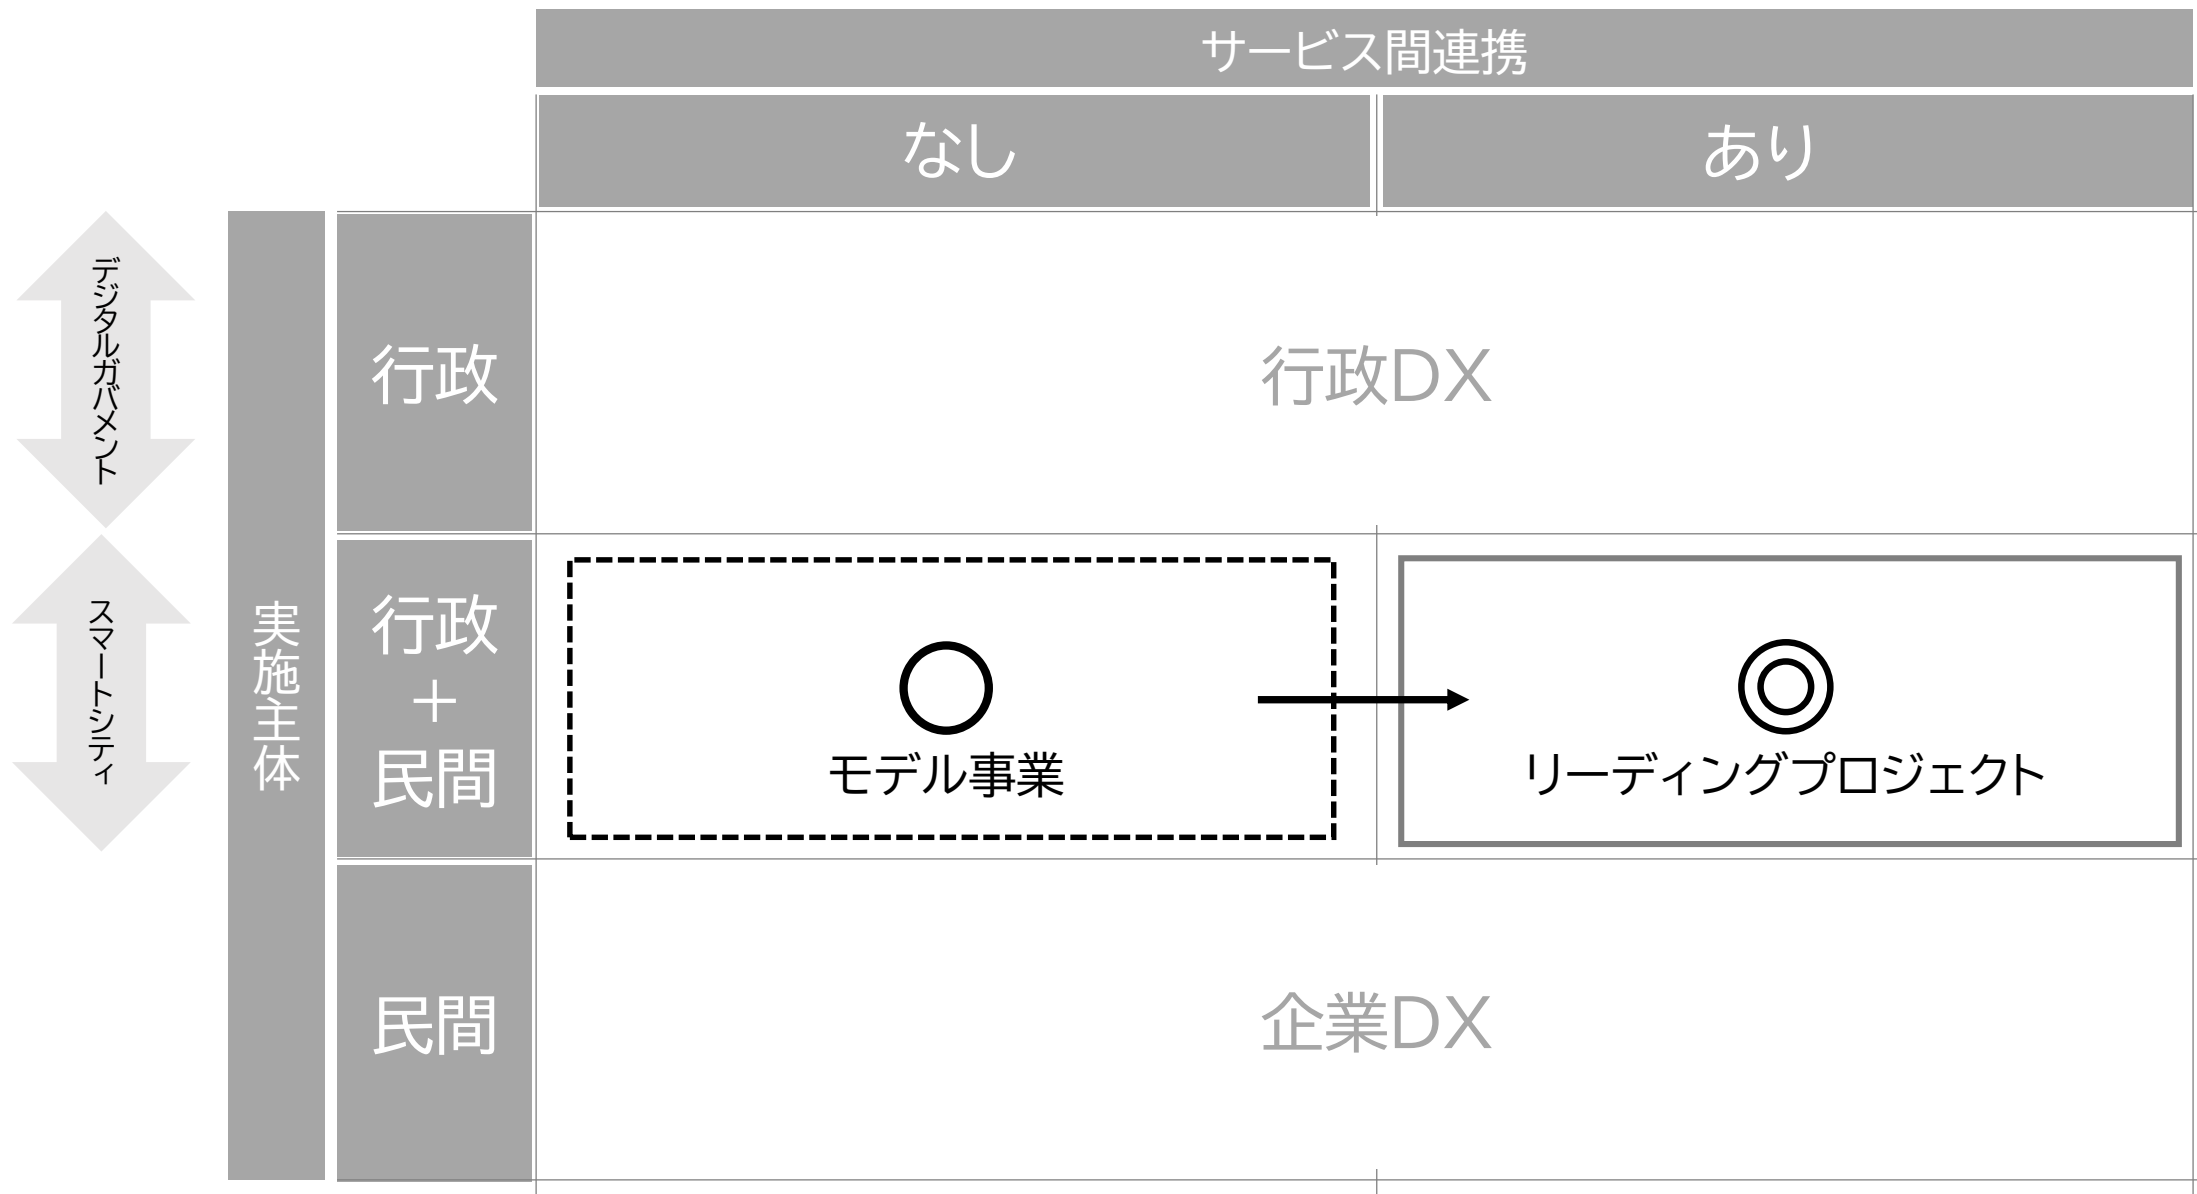 サービス間連携
なし
あり
デジタルガバメント
スマートシティ
実施主体
行政
行政DX
行政
＋
民間
モデル事業
リーディングプロジェクト
民間
企業DX